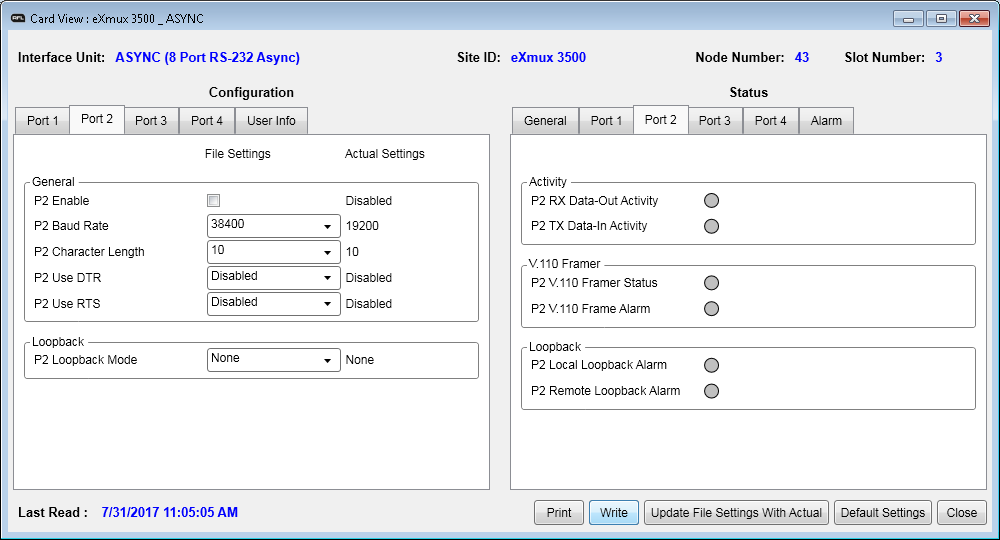 AFL Card View : eXmux 3500 _ ASYNC
Interface Unit: ASYNC (8 Port RS-232 Async) Site ID: eXmux 3500 Node Number: 43 Slot Number: 3
Configuration
Port 1 Port 2 Port 3 Port 4 User Info
File Settings Actual Settings
General
P2 Enable Disabled
P2 Baud Rate 38400 19200
P2 Character Length 10 10
P2 Use DTR Disabled Disabled
P2 Use RTS Disabled Disabled
Loopback
P2 Loopback Mode None None
Status
General Port 1 Port 2 Port 3 Port 4 Alarm
Activity
P2 RX Data-Out Activity
P2 TX Data-In Activity
V.110 Framer
P2 V.110 Framer Status
P2 V.110 Frame Alarm
Loopback
P2 Local Loopback Alarm
P2 Remote Loopback Alarm
Last Read : 7/31/2017 11:05:05 AM
Print Write Update File Settings With Actual Default Settings Close